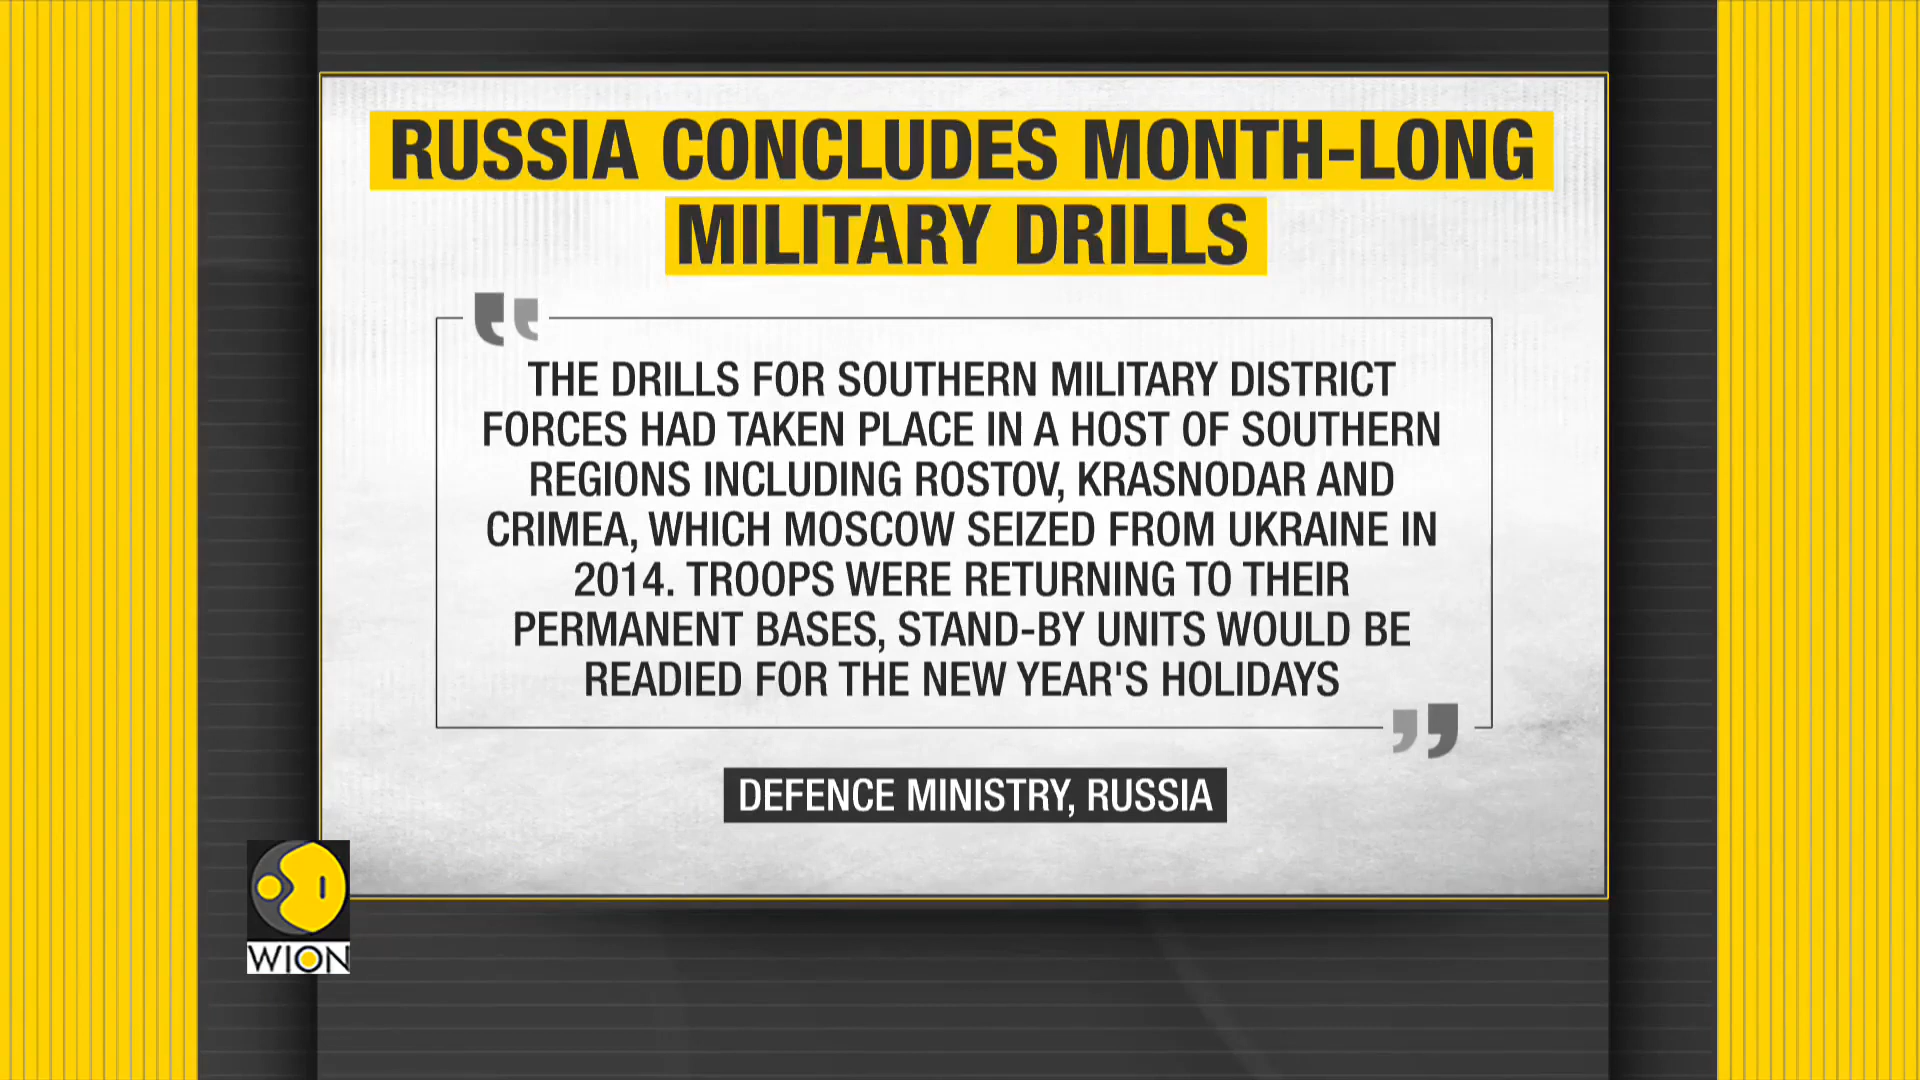 RUSSIA CONCLUDES MONTH-LONG
MILITARY DRILLS
THE DRILLS FOR SOUTHERN MILITARY DISTRICT
FORCES HAD TAKEN PLACE IN A HOST OF SOUTHERN
REGIONS INCLUDING ROSTOV, KRASNODAR AND
CRIMEA, WHICH MOSCOW SEIZED FROM UKRAINE IN
2014. TROOPS WERE RETURNING TO THEIR
PERMANENT BASES, STAND-BY UNITS WOULD BE
READIED FOR THE NEW YEAR'S HOLIDAYS
DEFENCE MINISTRY, RUSSIA
WION